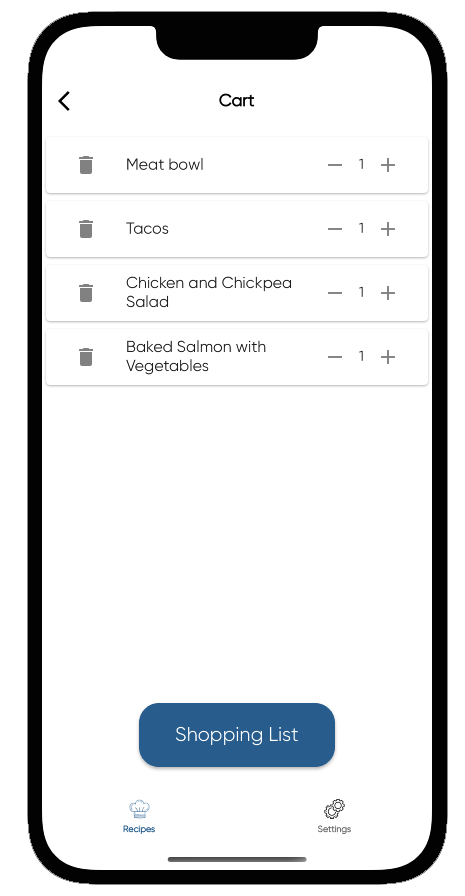 Cart
Meat bowl
1
Tacos
1
Chicken and Chickpea
Salad
1
Baked Salmon with
Vegetables
1
Shopping List
Recipes
Settings